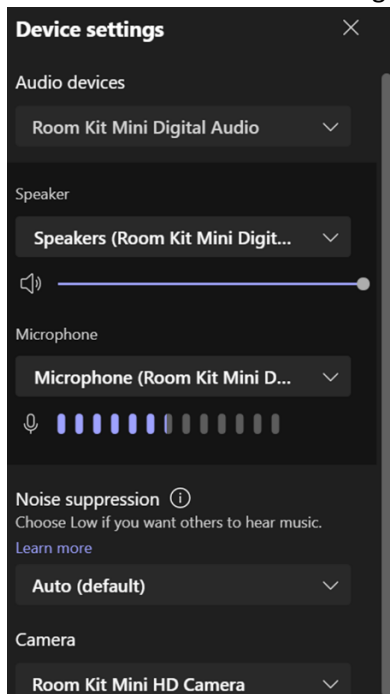 Device settings
Audio devices
Room Kit Mini Digital Audio
Speaker
Speakers (Room Kit Mini Digit...
Microphone
Microphone (Room Kit Mini D...
Noise suppression
Choose Low if you want others to hear music.
Learn more
Auto (default)
Camera
Room Kit Mini HD Camera